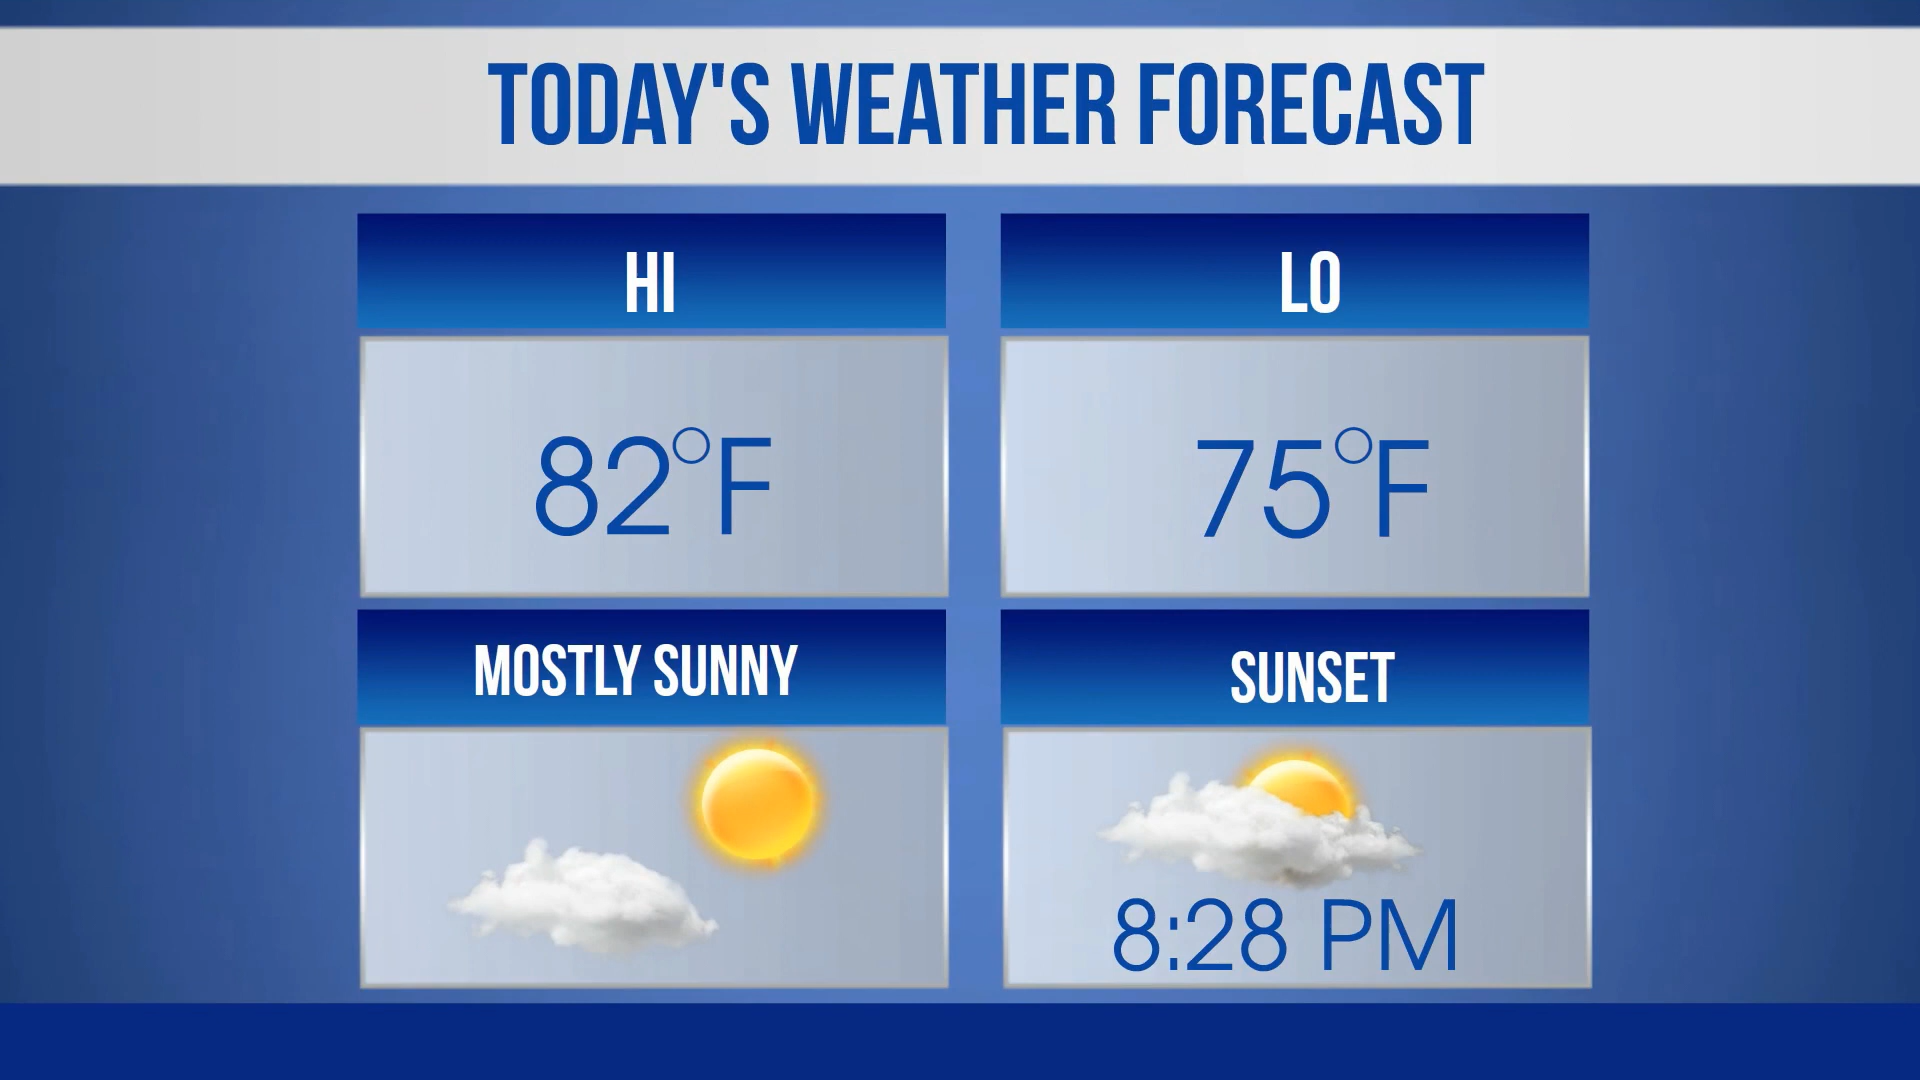 TODAY'S WEATHER FORECAST
HI
LO
82°F
75°F
MOSTLY SUNNY
SUNSET
8:28 PM